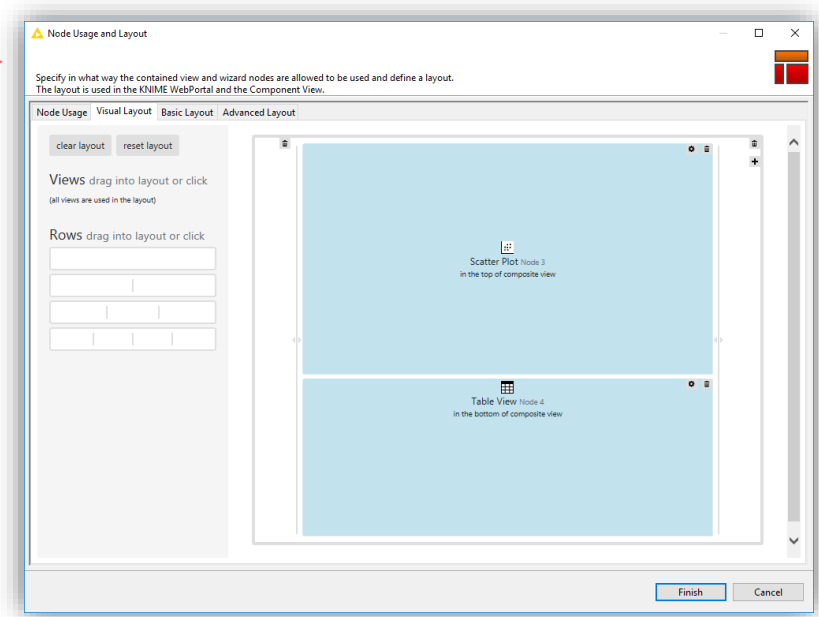 Node Usage and Layout
Specify in what way the contained view and wizard nodes are allowed to be used and define a layout.
The layout is used in the KNIME WebPortal and the Component View.
Node Usage Visual Layout Basic Layout Advanced Layout
clear layout reset layout
Views drag into layout or click
(all views are used in the layout)
Rows drag into layout or click
Scatter Plot Node 3
in the top of composite view
Table View Node 4
in the bottom of composite view
Finish Cancel